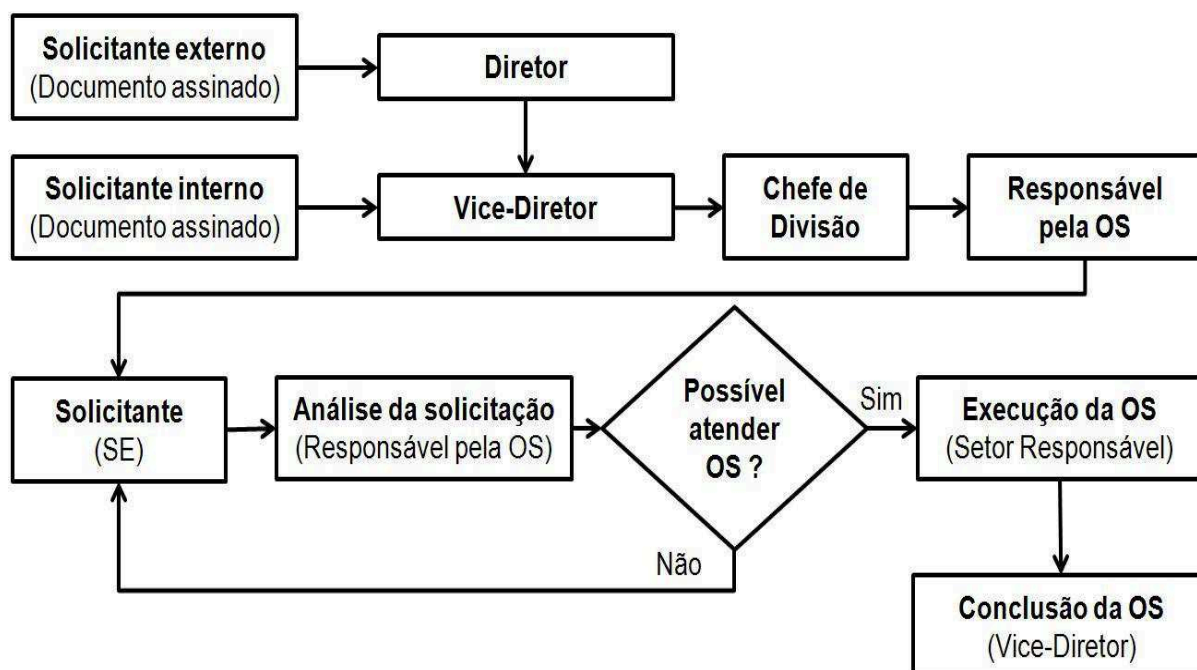 Solicitante externo
(Documento assinado)
Diretor
Solicitante interno
(Documento assinado)
Vice-Diretor
Chefe de
Divisão
Responsável
pela OS
Solicitante
(SE)
Análise da solicitação
(Responsável pela OS)
Possível
atender
OS ?
Sim
Não
Execução da OS
(Setor Responsável)
Conclusão da OS
(Vice-Diretor)